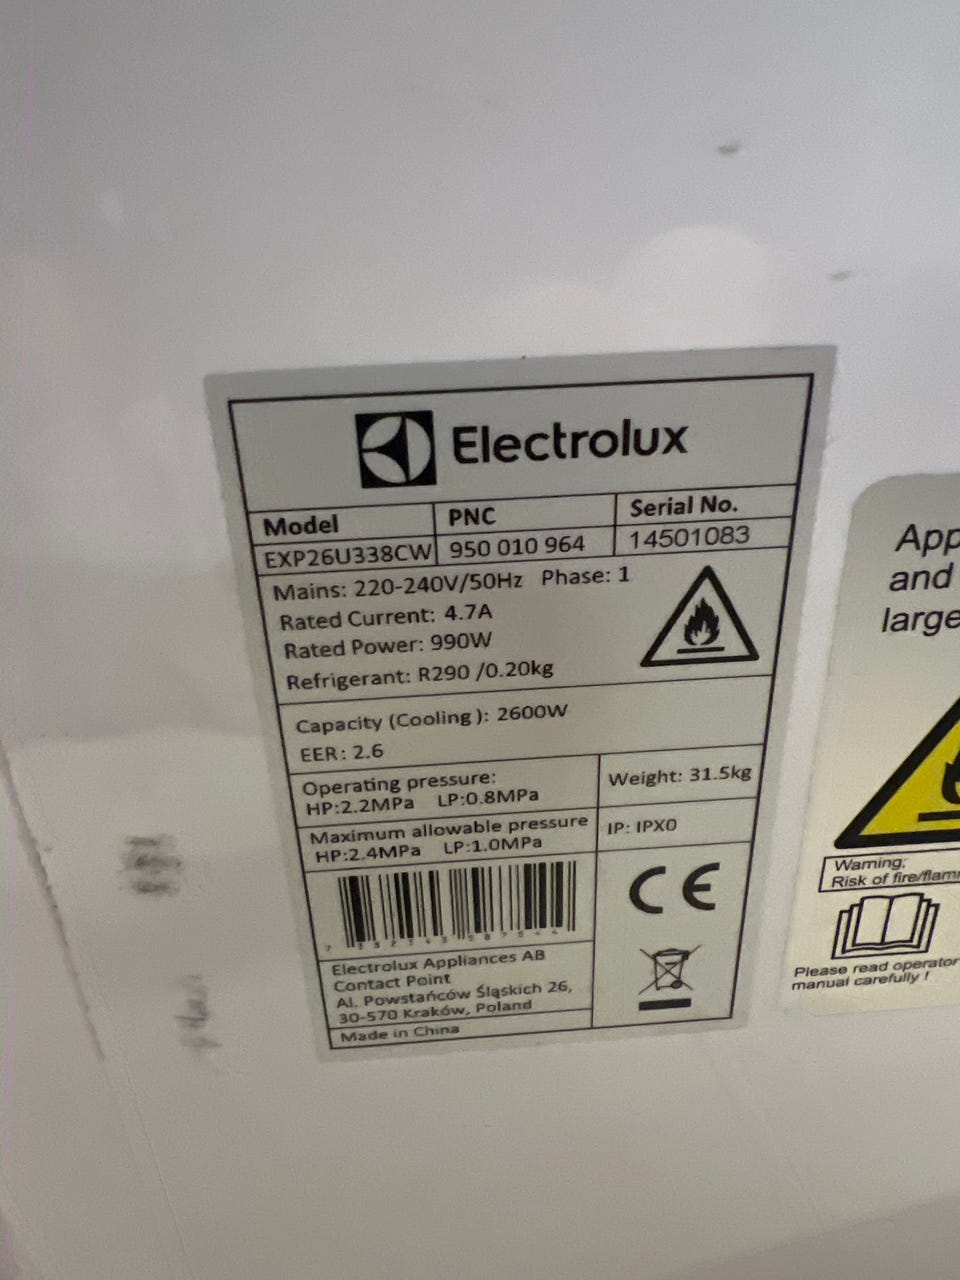 Electrolux
Model PNC Serial No.
EXP26U338CW 950 010 964 14501083
Mains: 220-240V/50Hz Phase: 1
Rated Current: 4.7A
Rated Power: 990W
Refrigerant: R290 /0.20kg
Capacity (Cooling ): 2600W
EER: 2.6
Operating pressure:
HP:2.2MPa LP:0.8MPa
Weight: 31.5kg
Maximum allowable pressure
HP:2.4MPa LP:1.0MPa
IP: IPX0
CE
Electrolux Appliances AB
Contact Point
Al. Powstańców Śląskich 26,
30-570 Kraków, Poland
Made in China
App
and
large
Warning;
Risk of fire/flam
Please read operator
manual carefully !